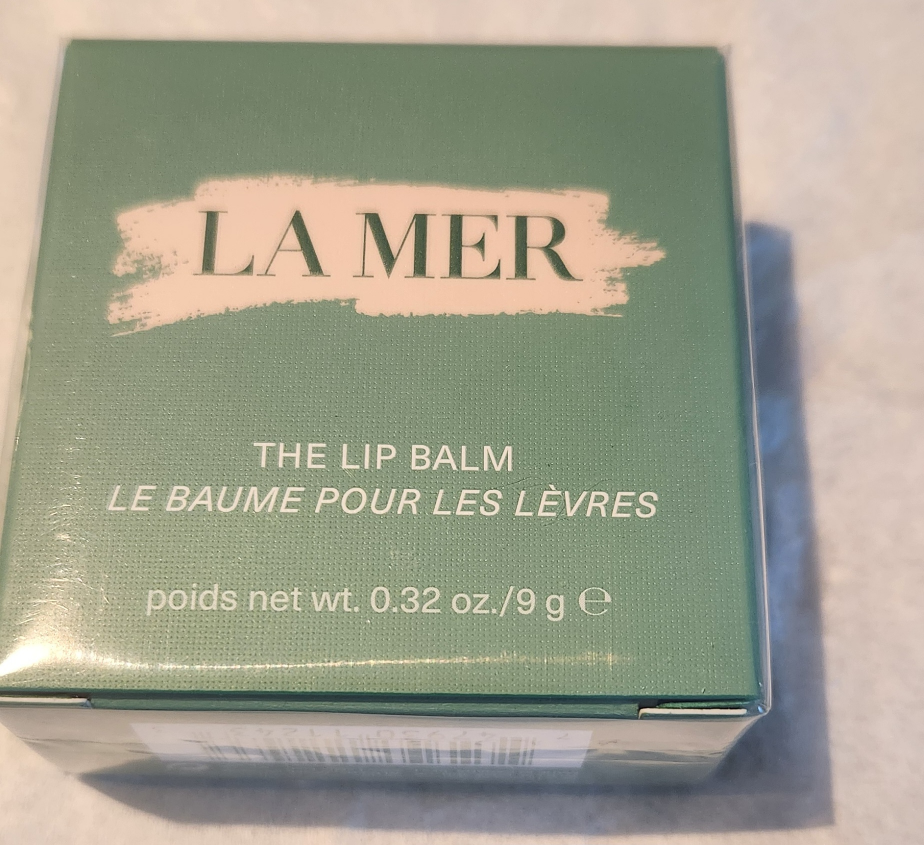 LA MER
THE LIP BALM
LE BAUME POUR LES LÈVRES
poids net wt. 0.32 oz./9 g ℮